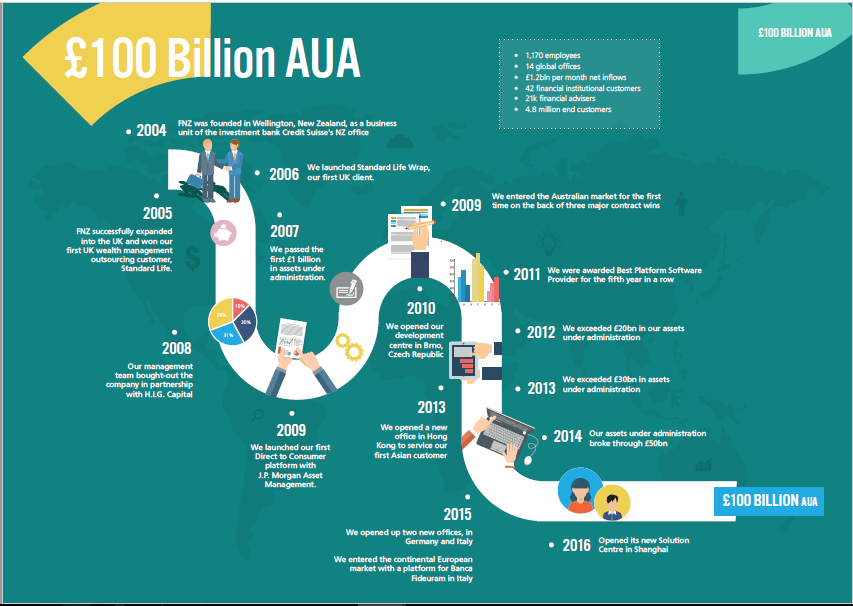 £100 Billion AUA
£100 BILLION AUA
• 1,170 employees
• 14 global offices
• £1.2bln per month net inflows
• 42 financial institutional customers
• 21k financial advisers
• 4.8 million end customers
2004
FNZ was founded in Wellington, New Zealand, as a business
unit of the investment bank Credit Suisse's NZ office
2005
FNZ successfully expanded
into the UK and won our
first UK wealth management
outsourcing customer,
Standard Life.
2006
We launched Standard Life Wrap,
our first UK client.
2007
We passed the
first £1 billion
in assets under
administration.
2008
Our management
team bought-out the
company in partnership
with H.I.G. Capital
10%
30%
31%
29%
2009
We launched our first
Direct to Consumer
platform with
J.P. Morgan Asset
Management.
2009
We entered the Australian market for the first
time on the back of three major contract wins
2010
We opened our
development
centre in Brno,
Czech Republic
2011
We were awarded Best Platform Software
Provider for the fifth year in a row
2012
We exceeded £20bn in our assets
under administration
2013
We exceeded £30bn in assets
under administration
2013
We opened a new
office in Hong
Kong to service our
first Asian customer
2014
Our assets under administration
broke through £50bn
2015
We opened up two new offices, in
Germany and Italy
We entered the continental European
market with a platform for Banca
Fideuram in Italy
2016
Opened its new Solution
Centre in Shanghai
£100 BILLION AUA